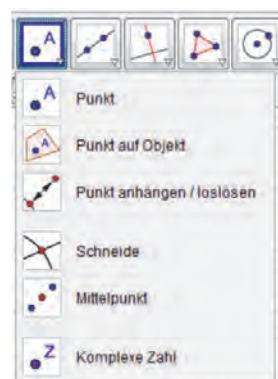 A
A
Punkt
A
Punkt auf Objekt
Punkt anhängen / loslösen
Schneide
Mittelpunkt
Z
Komplexe Zahl